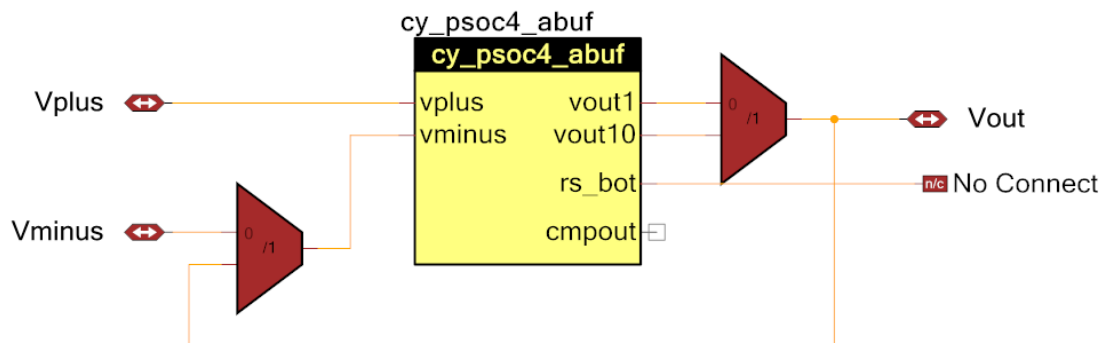 cy_psoc4_abuf
cy_psoc4_abuf
Vplus
vplus
vout1
0
/1
Vout
vminus
vout10
rs_bot
n/c
No Connect
Vminus
0
/1
cmpout